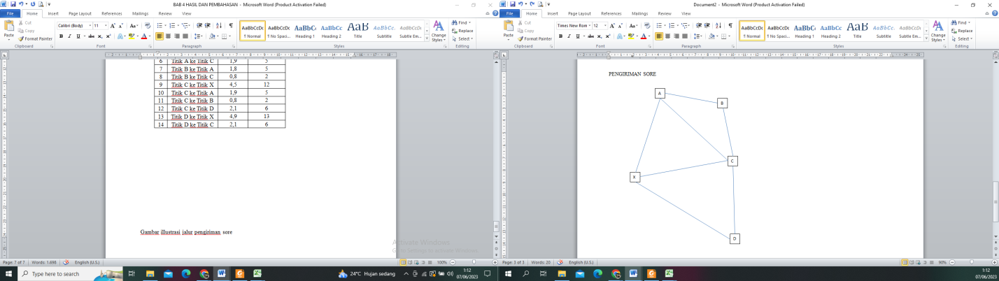 BAB 4 HASIL DAN PEMBAHASAN - Microsoft Word (Product Activation Failed)
File Home Insert Page Layout References Mailings Review View
Paste
Cut
Copy
Format Painter
Clipboard
Calibri (Body) 11
Font
Paragraph
AaBbCcDc AaBbCcDc AaBbC AaBbCc AaB AaBbCc. AaBbCcDc
¶ Normal ¶ No Spaci... Heading 1 Heading 2 Title Subtitle Subtle Em...
Styles
Change Styles
Find
Replace
Select
Editing
6 Titik A ke Titik C 1,9 5
7 Titik B ke Titik A 1,8 5
8 Titik B ke Titik C 0,8 2
9 Titik C ke Titik X 4,5 12
10 Titik C ke Titik A 1,9 5
11 Titik C ke Titik B 0,8 2
12 Titik C ke Titik D 2,1 6
13 Titik D ke Titik X 4,9 13
14 Titik D ke Titik C 2,1 6
Gambar illustrasi jalur pengiriman sore
Activate Windows
Go to Settings to activate Windows.
Page: 7 of 7 Words: 1.698 English (U.S.) 100%
Type here to search
24°C Hujan sedang
1:12
07/06/2023
Document2 - Microsoft Word (Product Activation Failed)
File Home Insert Page Layout References Mailings Review View
Paste
Cut
Copy
Format Painter
Clipboard
Times New Rom 12
Font
Paragraph
AaBbCcDc AaBbCcDc AaBbC AaBbCc AaB AaBbCc. AaBbCcDc
¶ Normal ¶ No Spaci... Heading 1 Heading 2 Title Subtitle Subtle Em...
Styles
Change Styles
Find
Replace
Select
Editing
PENGIRIMAN SORE
A
B
C
X
D
Page: 3 of 3 Words: 20 English (U.S.) 90%
1:12
07/06/2023